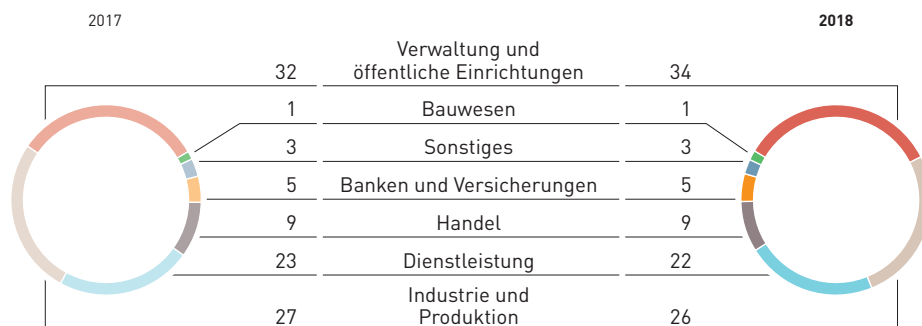 2017 2018
Verwaltung und
32 öffentliche Einrichtungen 34
1 Bauwesen 1
3 Sonstiges 3
5 Banken und Versicherungen 5
9 Handel 9
23 Dienstleistung 22
Industrie und
27 Produktion 26